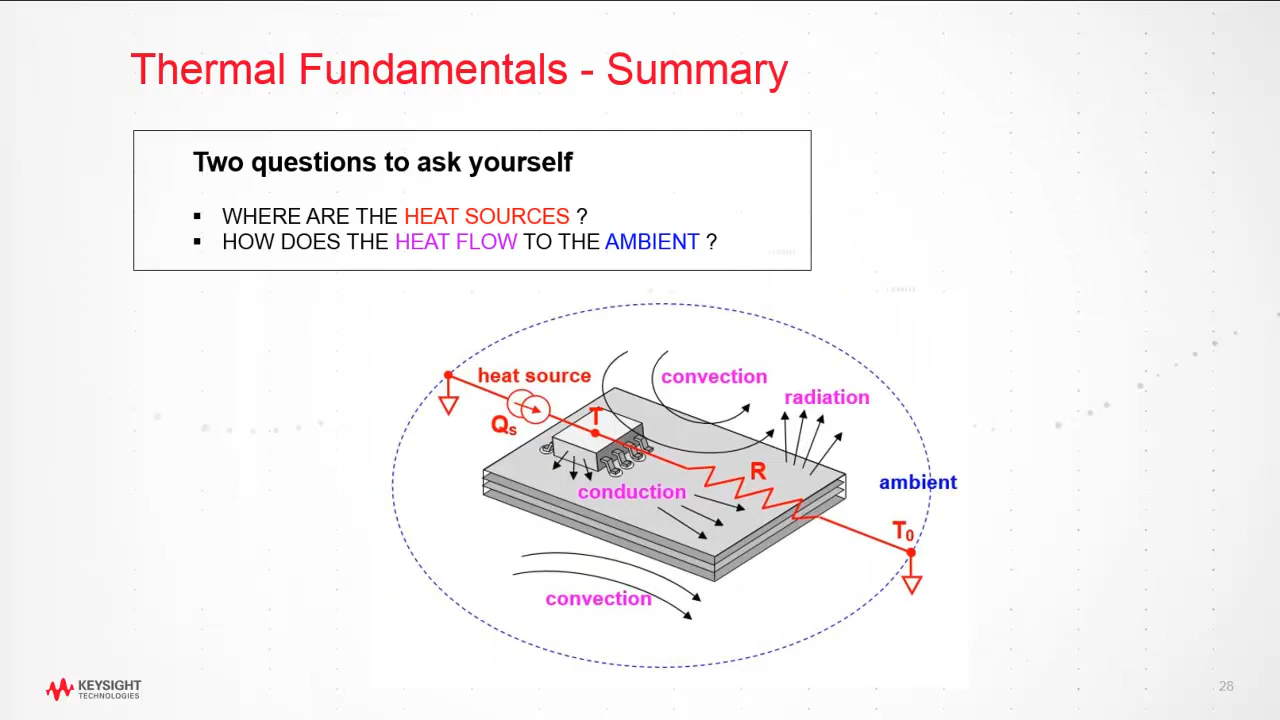 Thermal Fundamentals - Summary
Two questions to ask yourself
▪ WHERE ARE THE HEAT SOURCES ?
▪ HOW DOES THE HEAT FLOW TO THE AMBIENT ?
heat source
convection
radiation
Qs
T
R
conduction
ambient
T0
convection
KEYSIGHT
TECHNOLOGIES
28